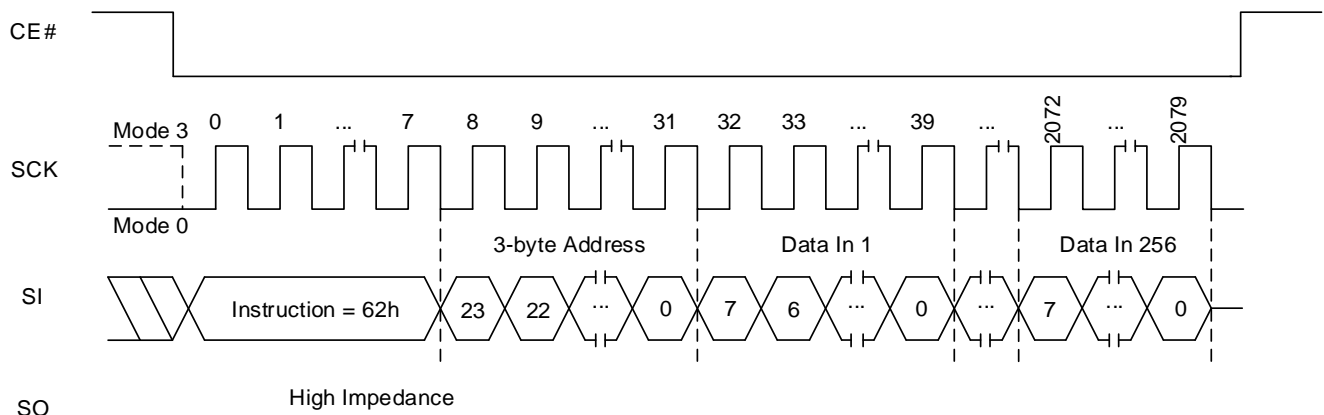 CE#
Mode 3
0 1 ... 7 8 9 ... 31 32 33 ... 39 ... 2072 ... 2079
SCK
Mode 0
3-byte Address Data In 1 Data In 256
SI
Instruction = 62h 23 22 ... 0 7 6 ... 0 ... 7 ... 0
High Impedance
SO